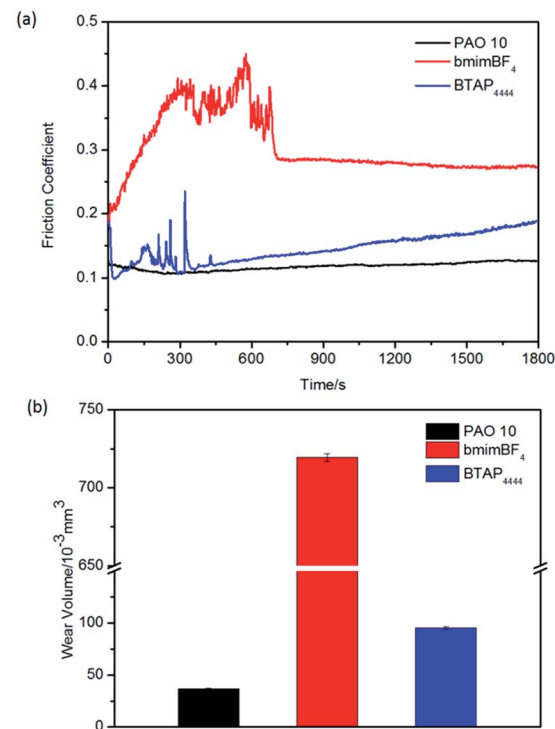 (a)
0.5
0.4
0.3
0.2
0.1
0.0
Friction Coefficient
PAO 10
bmimBF4
BTAP4444
0 300 600 900 1200 1500 1800
Time/s
(b)
750
700
650
100
50
0
Wear Volume/10^-3mm^3
PAO 10
bmimBF4
BTAP4444